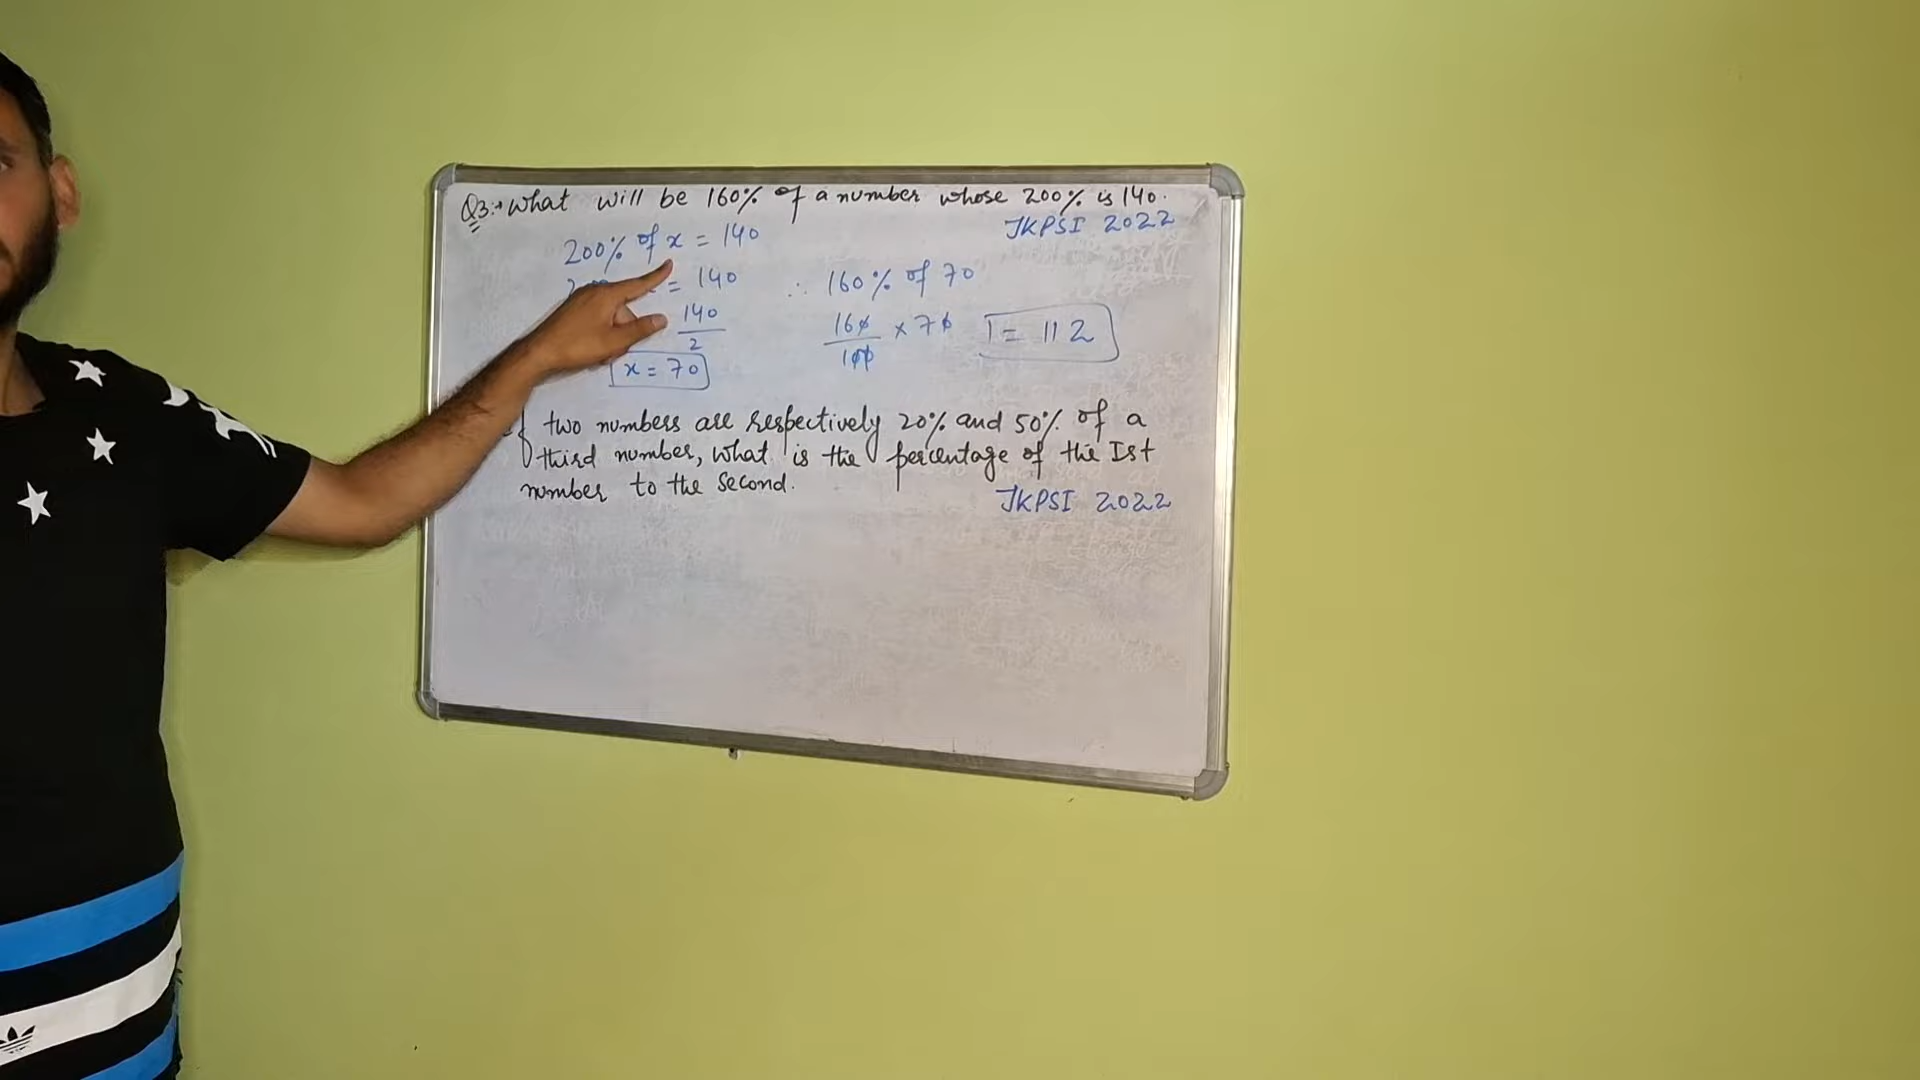 Q3:→ What will be 160% of a number whose 200% is 140.
JKPSI 2022
200% of x = 140
= 140
∴ 160% of 70
140
2
160/100 × 70
= 112
x = 70
two numbers are respectively 20% and 50% of a
third number, what is the percentage of the Ist
number to the second.
JKPSI 2022